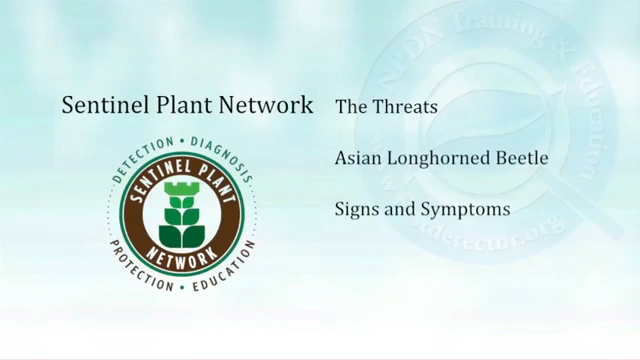 NPDN Training & Education
Sentinel Plant Network
The Threats
Asian Longhorned Beetle
Signs and Symptoms
DETECTION • DIAGNOSIS
SENTINEL PLANT
NETWORK
PROTECTION • EDUCATION